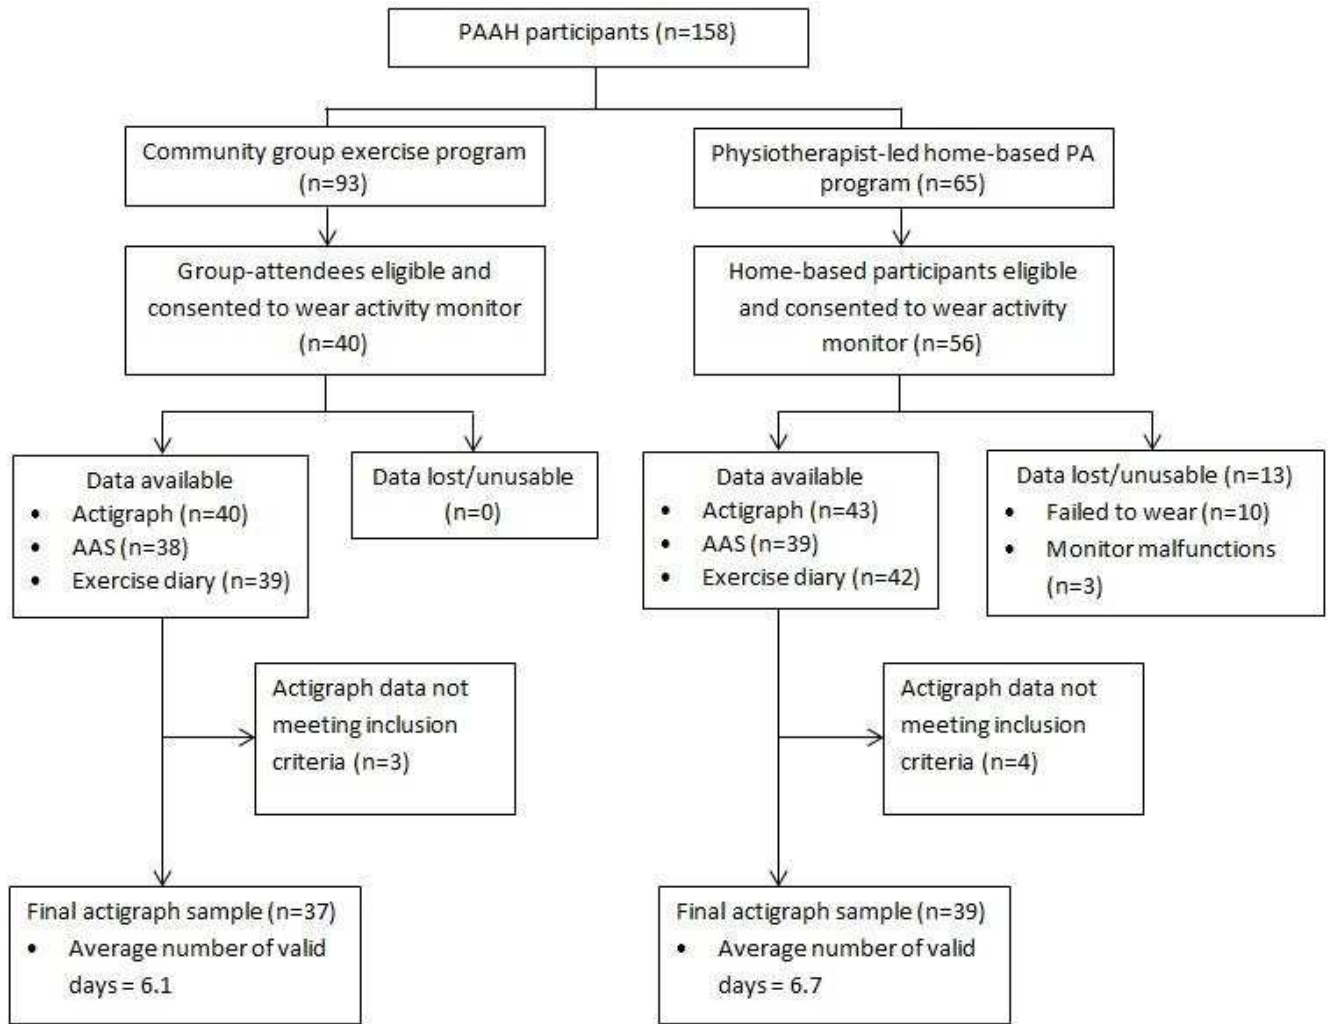 PAAH participants (n=158)
Community group exercise program
(n=93)
Physiotherapist-led home-based PA
program (n=65)
Group-attendees eligible and
consented to wear activity monitor
(n=40)
Home-based participants eligible
and consented to wear activity
monitor (n=56)
Data available
• Actigraph (n=40)
• AAS (n=38)
• Exercise diary (n=39)
Data lost/unusable
(n=0)
Data available
• Actigraph (n=43)
• AAS (n=39)
• Exercise diary (n=42)
Data lost/unusable (n=13)
• Failed to wear (n=10)
• Monitor malfunctions
(n=3)
Actigraph data not
meeting inclusion
criteria (n=3)
Actigraph data not
meeting inclusion
criteria (n=4)
Final actigraph sample (n=37)
• Average number of valid
days = 6.1
Final actigraph sample (n=39)
• Average number of valid
days = 6.7